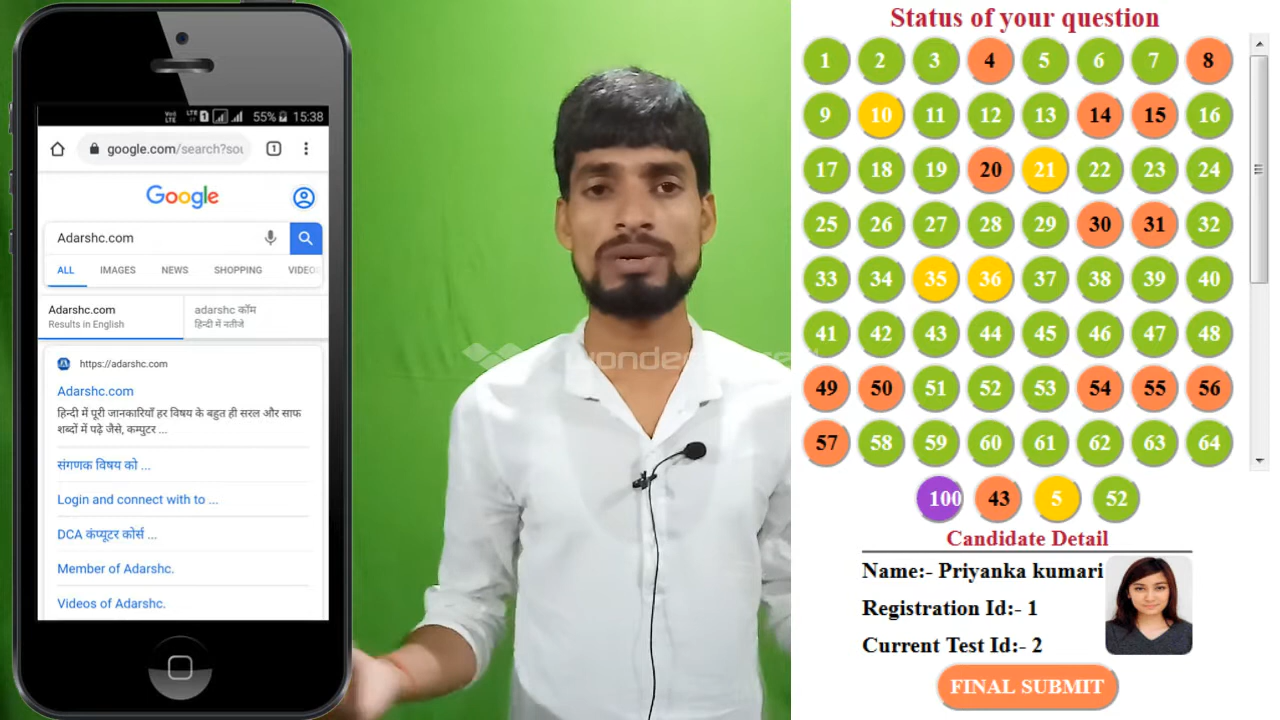 VoI) LTE LTE 1 55% 15:38
google.com/search?sou 1
Google
Adarshc.com
ALL IMAGES NEWS SHOPPING VIDEOS
Adarshc.com
Results in English
adarshc कॉम
हिन्दी में नतीजे
https://adarshc.com
Adarshc.com
हिन्दी में पूरी जानकारियाँ हर विषय के बहुत ही सरल और साफ
शब्दों में पढ़े जैसे, कम्पुटर ...
संगणक विषय को ...
Login and connect with to ...
DCA कंप्यूटर कोर्स ...
Member of Adarshc.
Videos of Adarshc.
Status of your question
1 2 3 4 5 6 7 8
9 10 11 12 13 14 15 16
17 18 19 20 21 22 23 24
25 26 27 28 29 30 31 32
33 34 35 36 37 38 39 40
41 42 43 44 45 46 47 48
49 50 51 52 53 54 55 56
57 58 59 60 61 62 63 64
100 43 5 52
Candidate Detail
Name:- Priyanka kumari
Registration Id:- 1
Current Test Id:- 2
FINAL SUBMIT